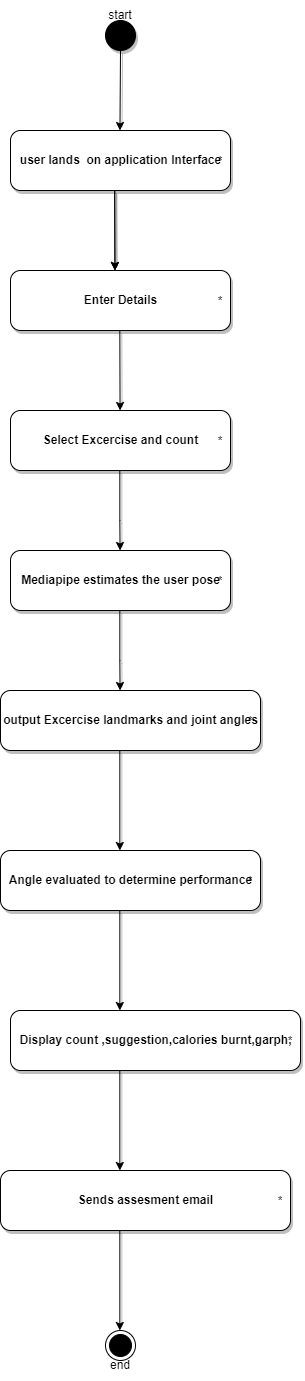 start
user lands  on application Interface*
Enter Details *
Select Excercise and count *
Mediapipe estimates the user pose*
output Excercise landmarks and joint angles*
Angle evaluated to determine performance*
Display count ,suggestion,calories burnt,garph;*
Sends assesment email *
end